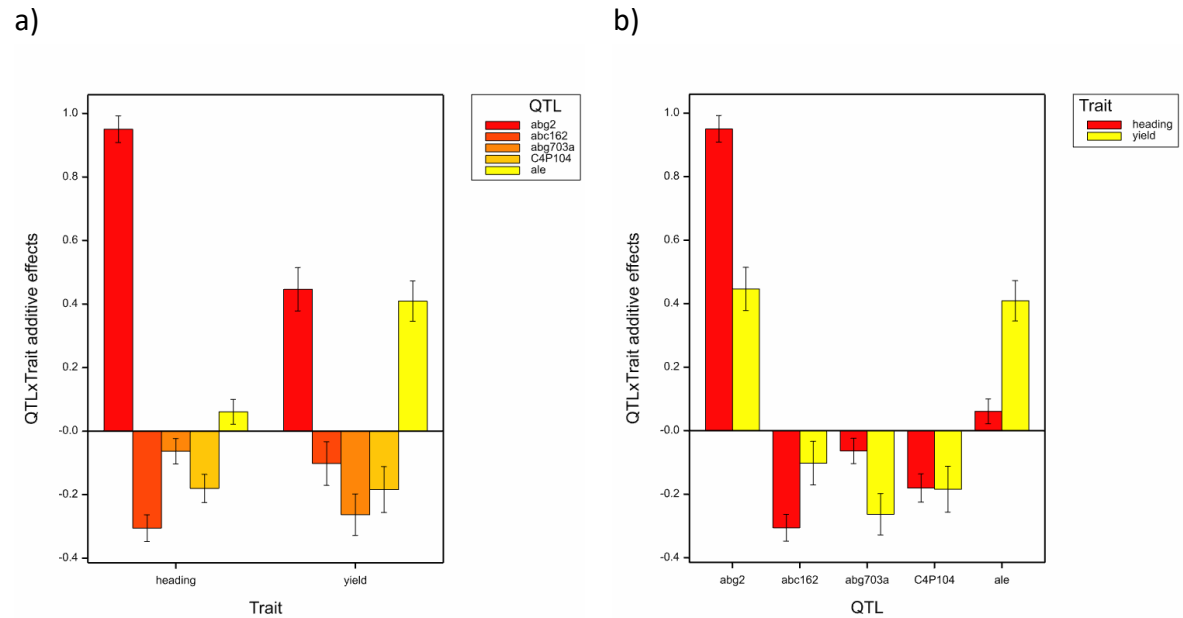 a)
QTL
abg2
abc162
abg703a
C4P104
ale
QTLxTrait additive effects
1.0
0.8
0.6
0.4
0.2
-0.0
-0.2
-0.4
heading
yield
Trait
b)
Trait
heading
yield
QTLxTrait additive effects
1.0
0.8
0.6
0.4
0.2
-0.0
-0.2
-0.4
abg2
abc162
abg703a
C4P104
ale
QTL